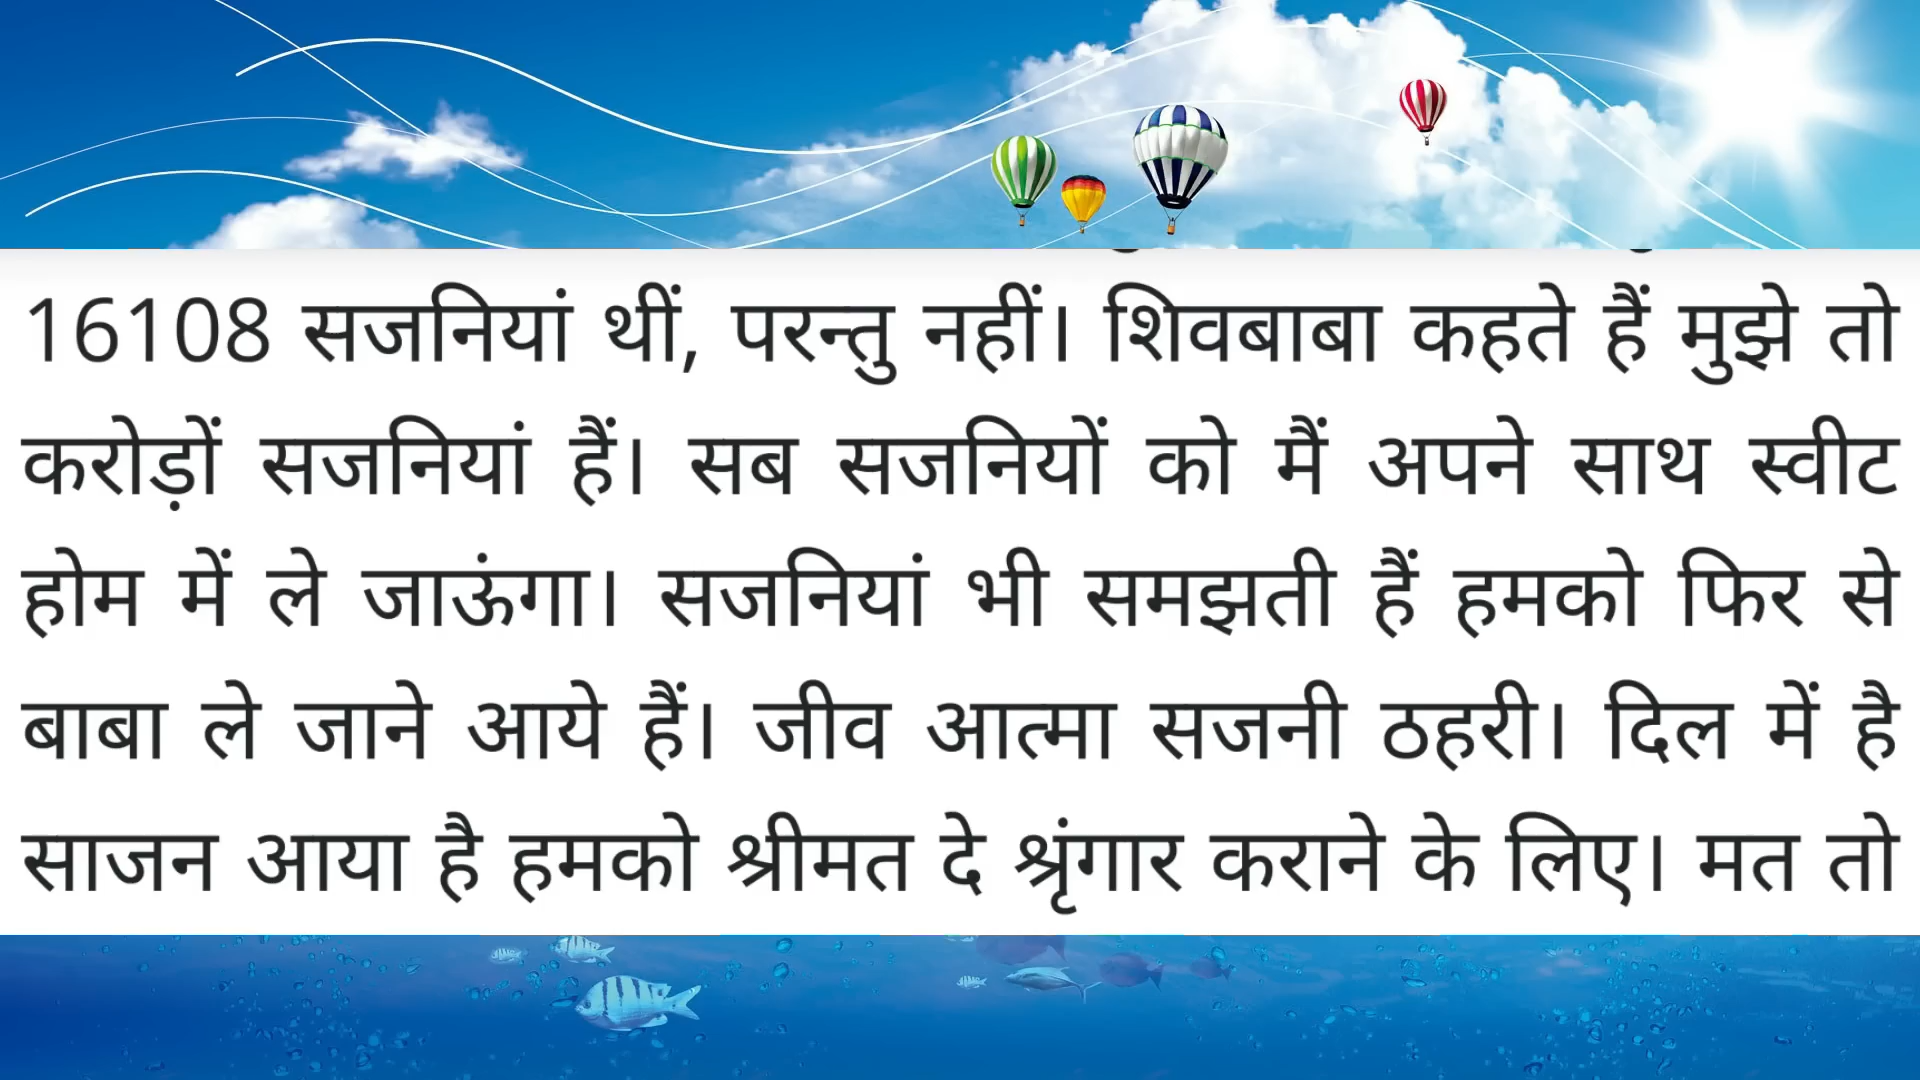 16108 सजनियां थीं, परन्तु नहीं। शिवबाबा कहते हैं मुझे तो
करोड़ों सजनियां हैं। सब सजनियों को मैं अपने साथ स्वीट
होम में ले जाऊंगा। सजनियां भी समझती हैं हमको फिर से
बाबा ले जाने आये हैं। जीव आत्मा सजनी ठहरी। दिल में है
साजन आया है हमको श्रीमत दे श्रृंगार कराने के लिए। मत तो